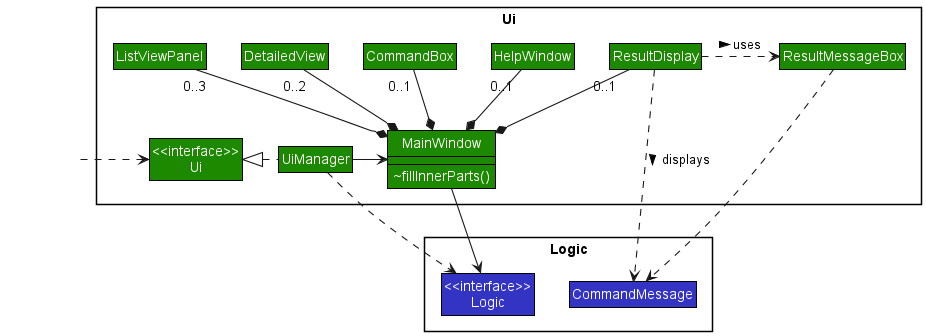 Ui
ListViewPanel
DetailedView
CommandBox
HelpWindow
ResultDisplay
uses
ResultMessageBox
0..3
0..2
0..1
0..1
0..1
MainWindow
<<interface>>
Ui
UiManager
~fillInnerParts()
displays
Logic
<<interface>>
Logic
CommandMessage